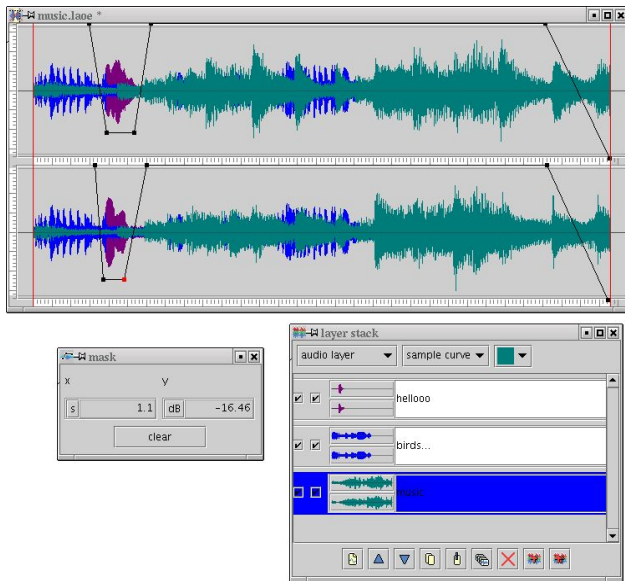 music.laoe *
mask
x y
s 1.1 dB -16.46
clear
layer stack
audio layer sample curve
hellooo
birds...
music